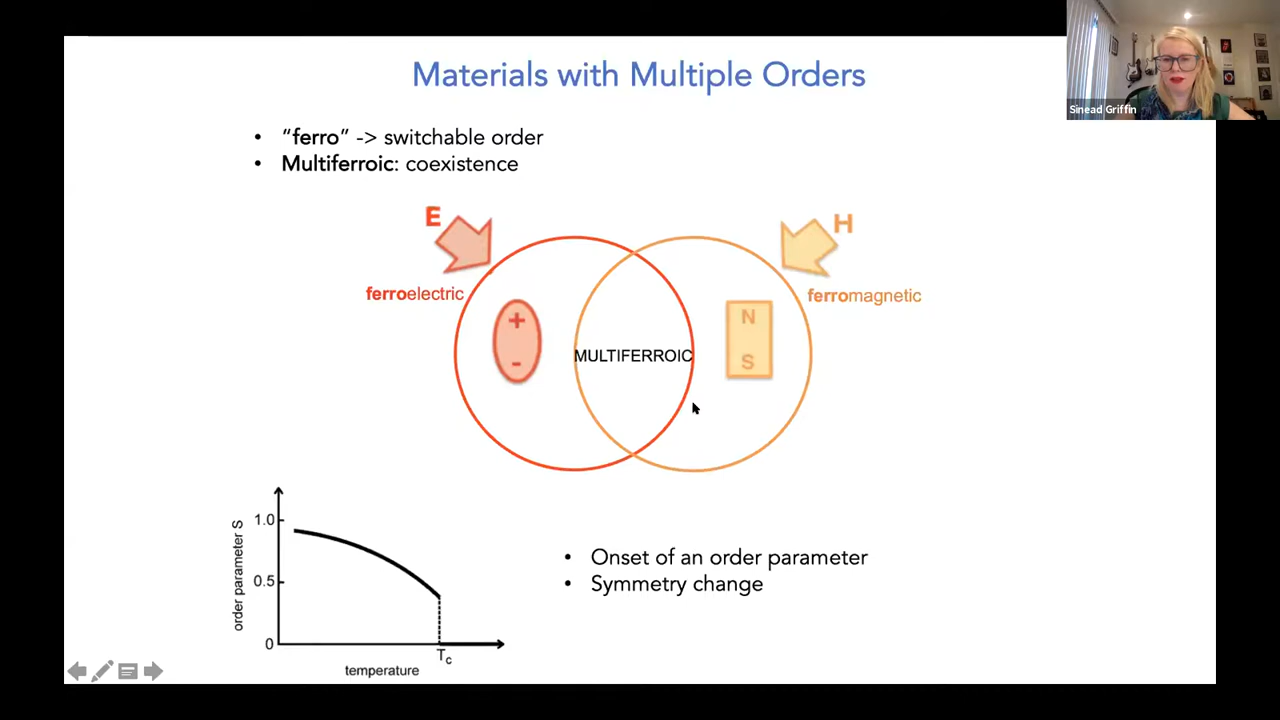 Materials with Multiple Orders
Sinead Griffin
• “ferro” -> switchable order
• Multiferroic: coexistence
E
H
ferroelectric
ferromagnetic
+
-
MULTIFERROIC
N
S
order parameter S
1.0
0.5
0
Tc
temperature
• Onset of an order parameter
• Symmetry change